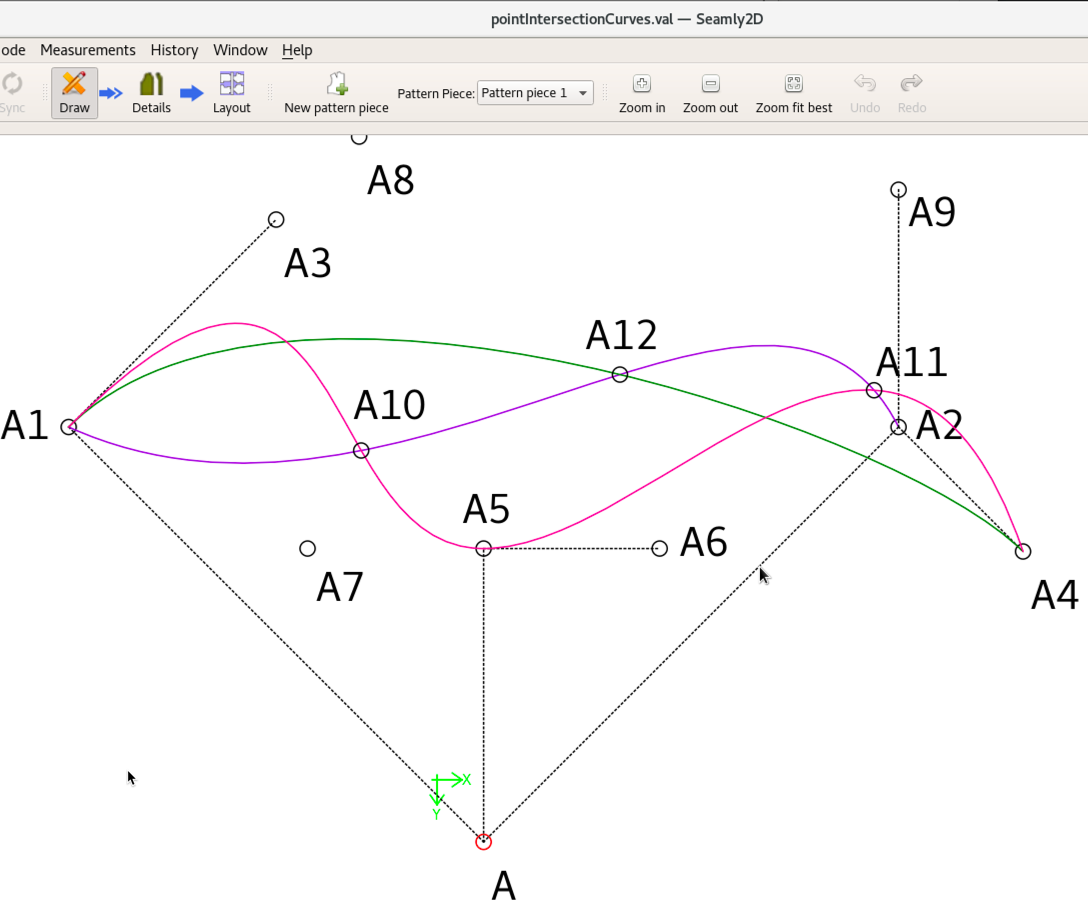 pointIntersectionCurves.val — Seamly2D
ode Measurements History Window Help
Sync Draw Details Layout New pattern piece Pattern Piece: Pattern piece 1 Zoom in Zoom out Zoom fit best Undo Redo
A8
A9
A3
A12
A11
A10
A1
A2
A5
A6
A7
A4
X
Y
A